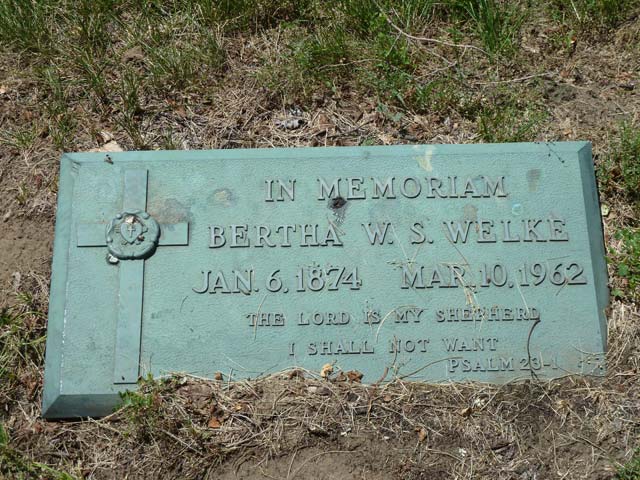 IN MEMORIAM
BERTHA W. S. WELKE
JAN. 6, 1874 MAR. 10, 1962
THE LORD IS MY SHEPHERD
I SHALL NOT WANT
PSALM 23-1